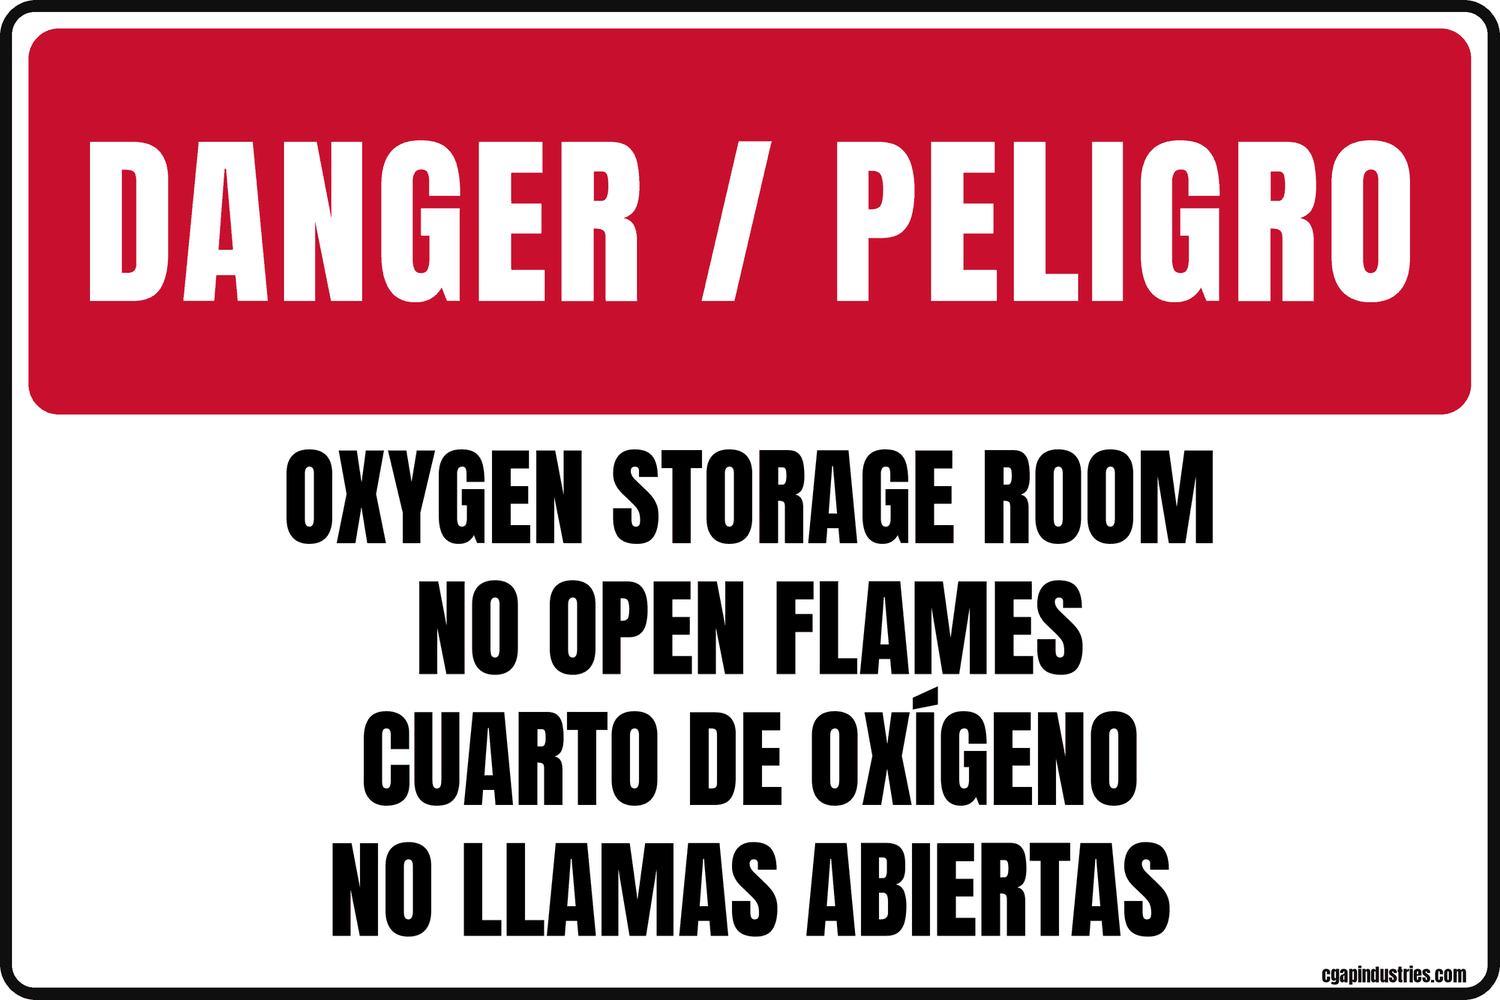 DANGER / PELIGRO
OXYGEN STORAGE ROOM
NO OPEN FLAMES
CUARTO DE OXÍGENO
NO LLAMAS ABIERTAS
cgapindustries.com